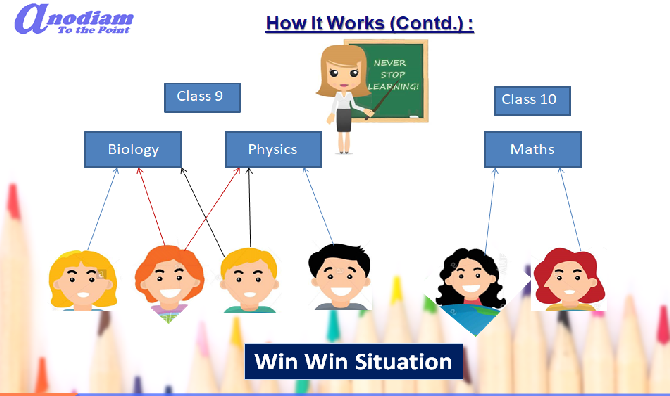 anodiam
To the Point
How It Works (Contd.) :
NEVER
STOP
LEARNING!
Class 9
Class 10
Biology
Physics
Maths
Win Win Situation